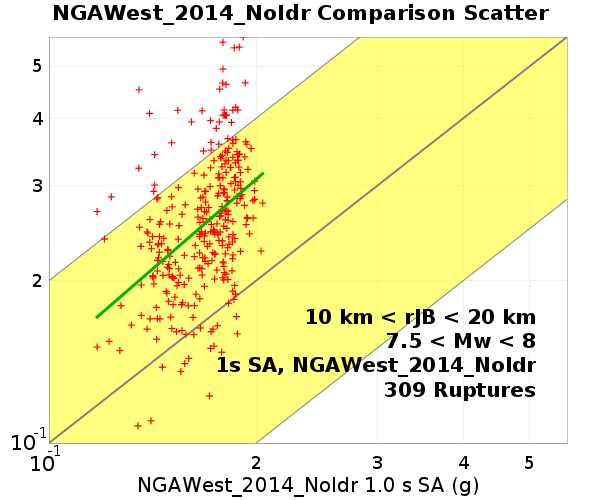 NGAWest_2014_NoIdr Comparison Scatter
5
4
3
2
10^-1
10 km < rJB < 20 km
7.5 < Mw < 8
1s SA, NGAWest_2014_NoIdr
309 Ruptures
10^-1 2 3 4 5
NGAWest_2014_NoIdr 1.0 s SA (g)